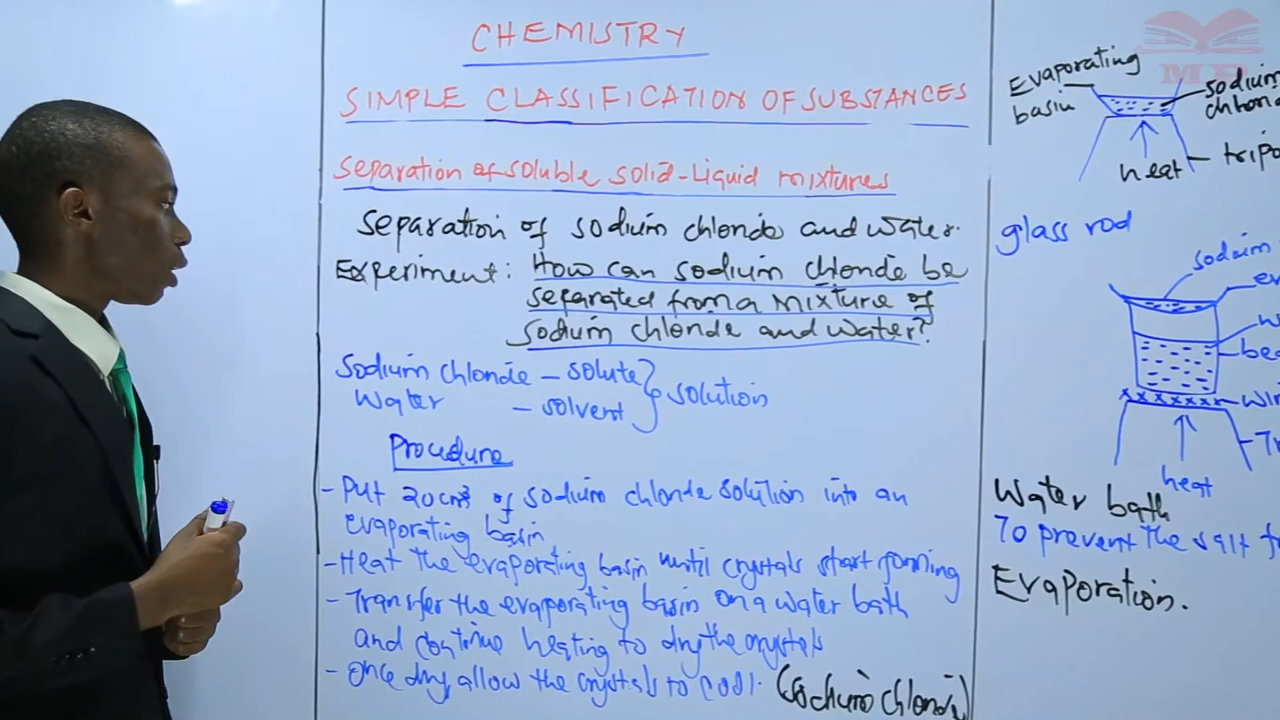 CHEMISTRY
SIMPLE CLASSIFICATION OF SUBSTANCES
Separation of soluble solid-Liquid mixtures
Separation of sodium chloride and water.
Experiment: How can sodium chloride be
separated from a mixture of
sodium chloride and water?
Sodium chloride - solute
Water - solvent
solution
Procedure
- Put 20cm³ of sodium chloride solution into an
evaporating basin
- Heat the evaporating basin until crystals start forming
- Transfer the evaporating basin on a water bath
and continue heating to dry the crystals
- Once dry, allow the crystals to cool. (Sodium chloride)
Evaporating
basin
sodium
heat
glass rod
sodium
heat
Water bath
To prevent the salt
Evaporation.